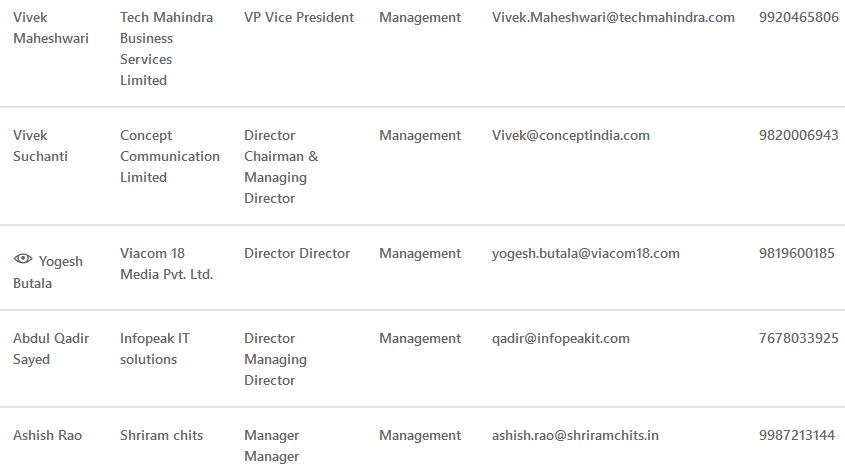 Vivek Maheshwari Tech Mahindra Business Services Limited VP Vice President Management Vivek.Maheshwari@techmahindra.com 9920465806
Vivek Suchanti Concept Communication Limited Director Chairman & Managing Director Management Vivek@conceptindia.com 9820006943
Yogesh Butala Viacom 18 Media Pvt. Ltd. Director Director Management yogesh.butala@viacom18.com 9819600185
Abdul Qadir Sayed Infopeak IT solutions Director Managing Director Management qadir@infopeakit.com 7678033925
Ashish Rao Shriram chits Manager Manager Management ashish.rao@shriramchits.in 9987213144